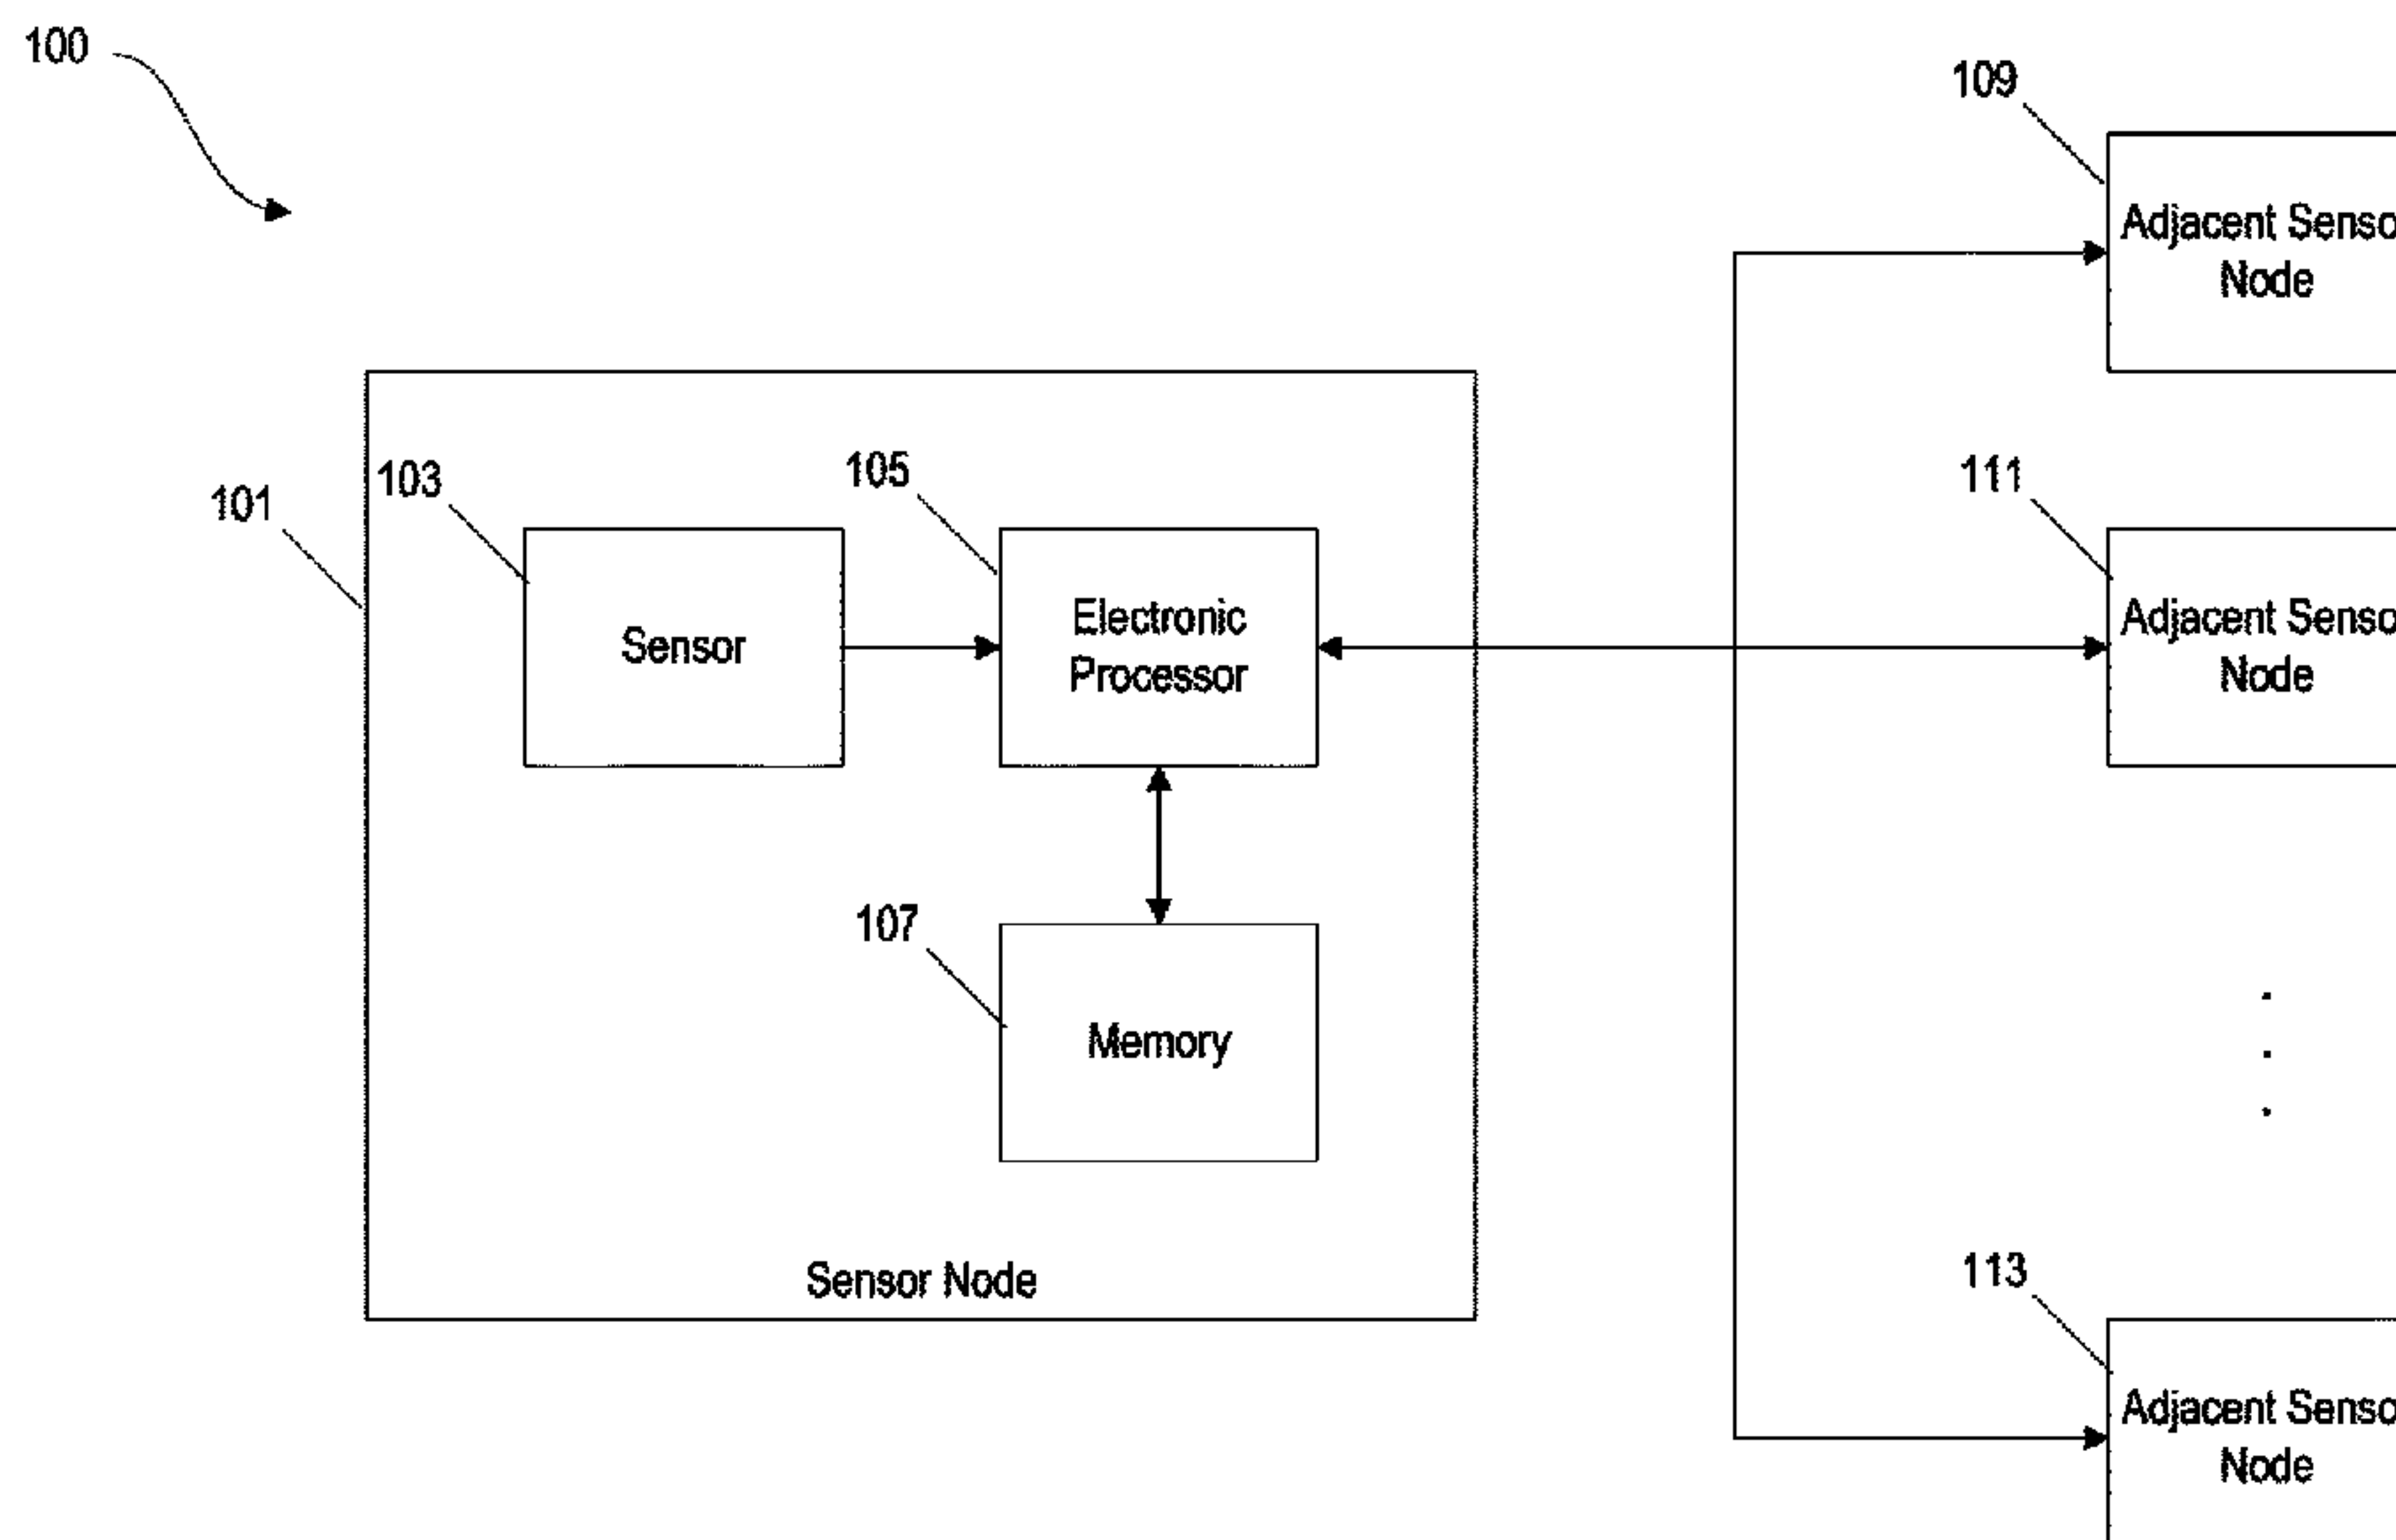 100
109
Adjacent Senso
Node
101
103
105
111
Sensor
Electronic
Processor
Adjacent Senso
Node
107
Memory
Sensor Node
113
Adjacent Senso
Node